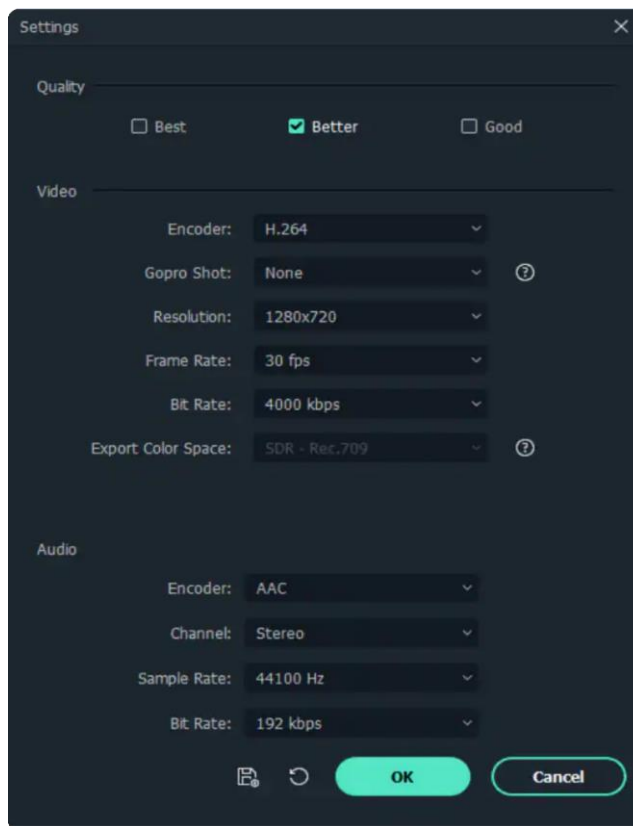 Settings
Quality
Best Better Good
Video
Encoder: H.264
Gopro Shot: None
Resolution: 1280x720
Frame Rate: 30 fps
Bit Rate: 4000 kbps
Export Color Space: SDR - Rec.709
Audio
Encoder: AAC
Channel: Stereo
Sample Rate: 44100 Hz
Bit Rate: 192 kbps
OK Cancel